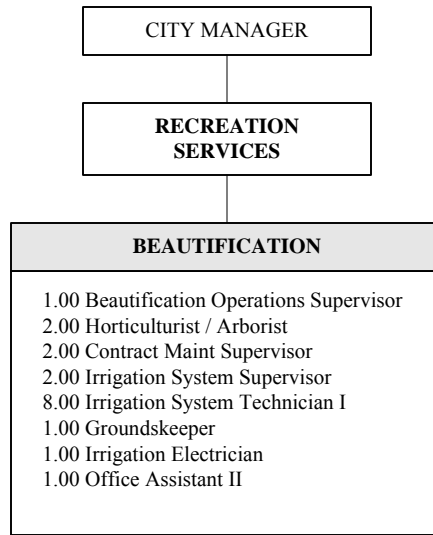 CITY MANAGER
RECREATION
SERVICES
BEAUTIFICATION
1.00 Beautification Operations Supervisor
2.00 Horticulturist / Arborist
2.00 Contract Maint Supervisor
2.00 Irrigation System Supervisor
8.00 Irrigation System Technician I
1.00 Groundskeeper
1.00 Irrigation Electrician
1.00 Office Assistant II